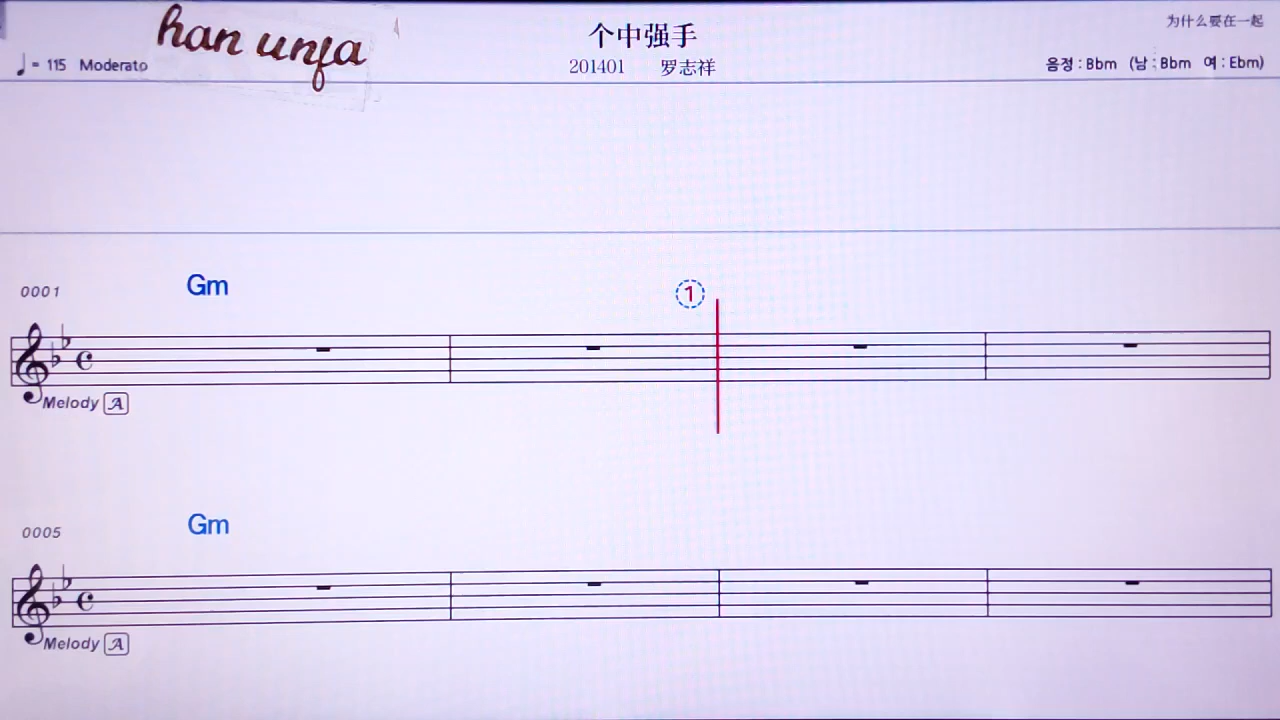 han unfa
个中强手
为什么要在一起
♩= 115 Moderato
201401 罗志祥
음정 : Bbm (남 : Bbm 여 : Ebm)
0001
Gm
1
Melody A
0005
Gm
Melody A